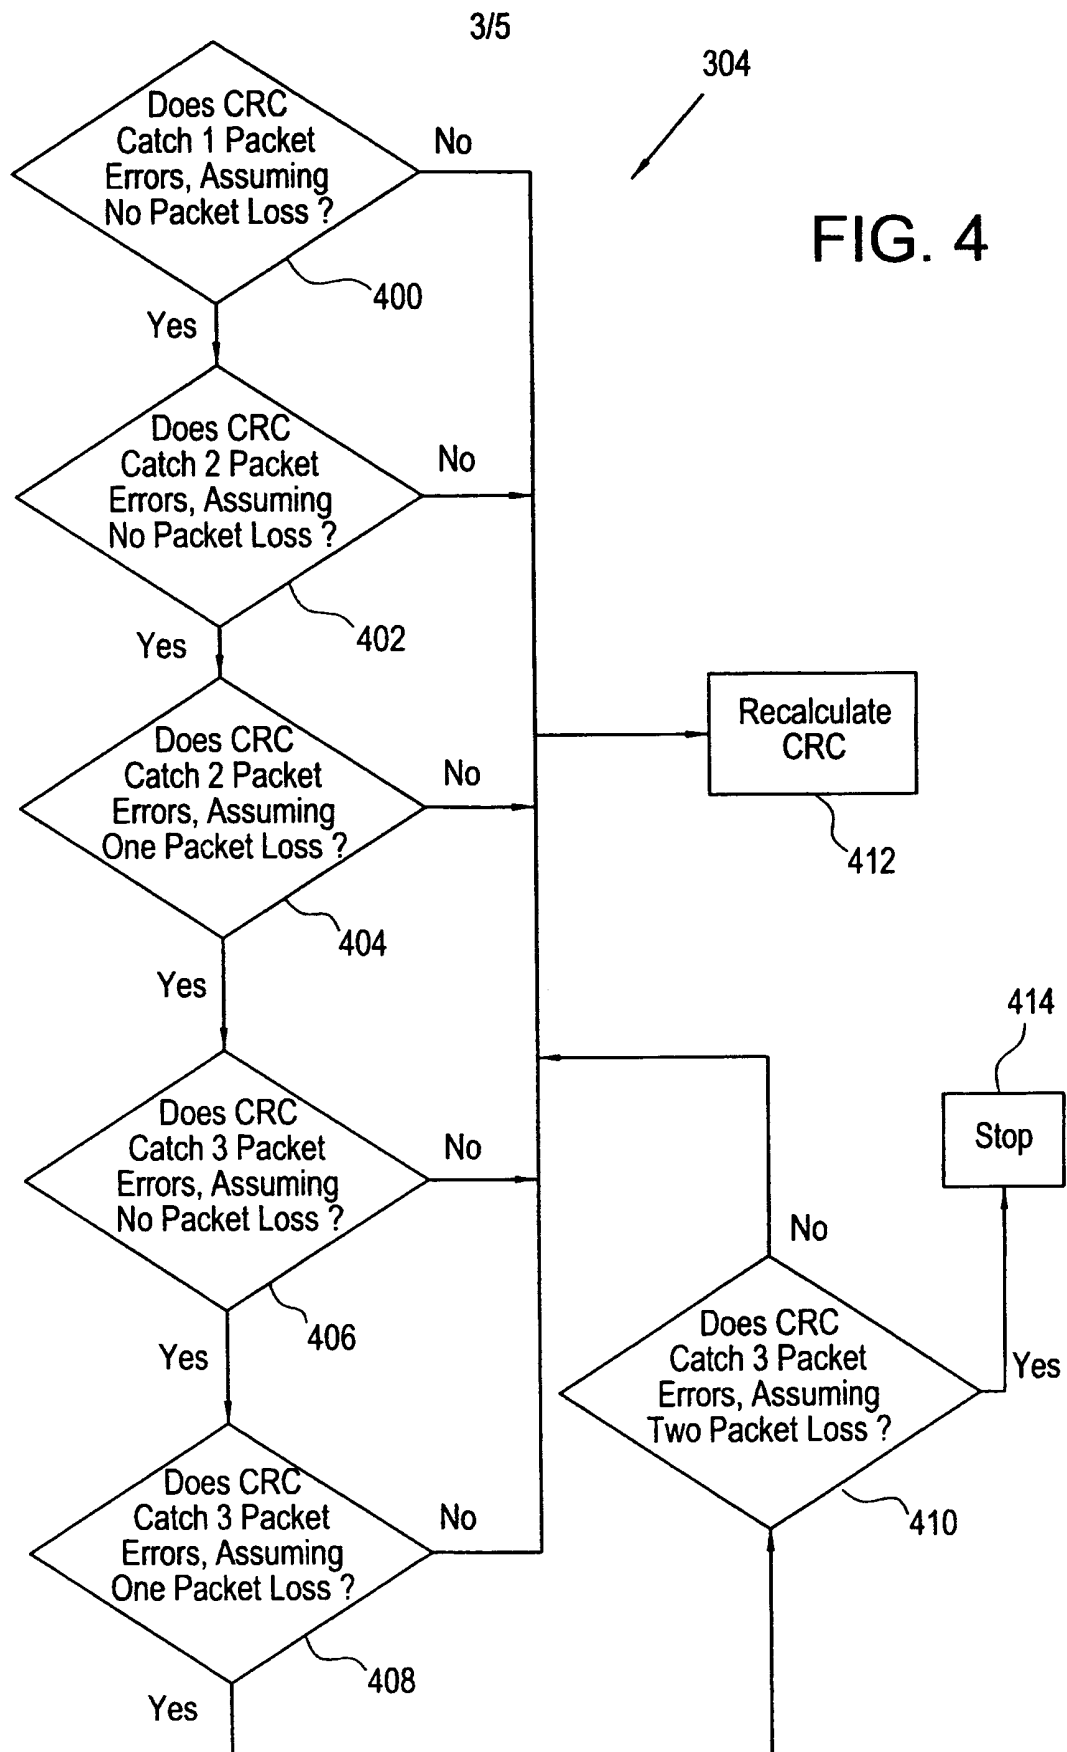 3/5
304
FIG. 4
Does CRC
Catch 1 Packet
Errors, Assuming
No Packet Loss ?
No
400
Yes
Does CRC
Catch 2 Packet
Errors, Assuming
No Packet Loss ?
No
402
Yes
Does CRC
Catch 2 Packet
Errors, Assuming
One Packet Loss ?
No
404
Yes
Recalculate
CRC
412
Does CRC
Catch 3 Packet
Errors, Assuming
No Packet Loss ?
No
406
Yes
Does CRC
Catch 3 Packet
Errors, Assuming
One Packet Loss ?
No
408
Yes
414
Stop
No
Does CRC
Catch 3 Packet
Errors, Assuming
Two Packet Loss ?
Yes
410